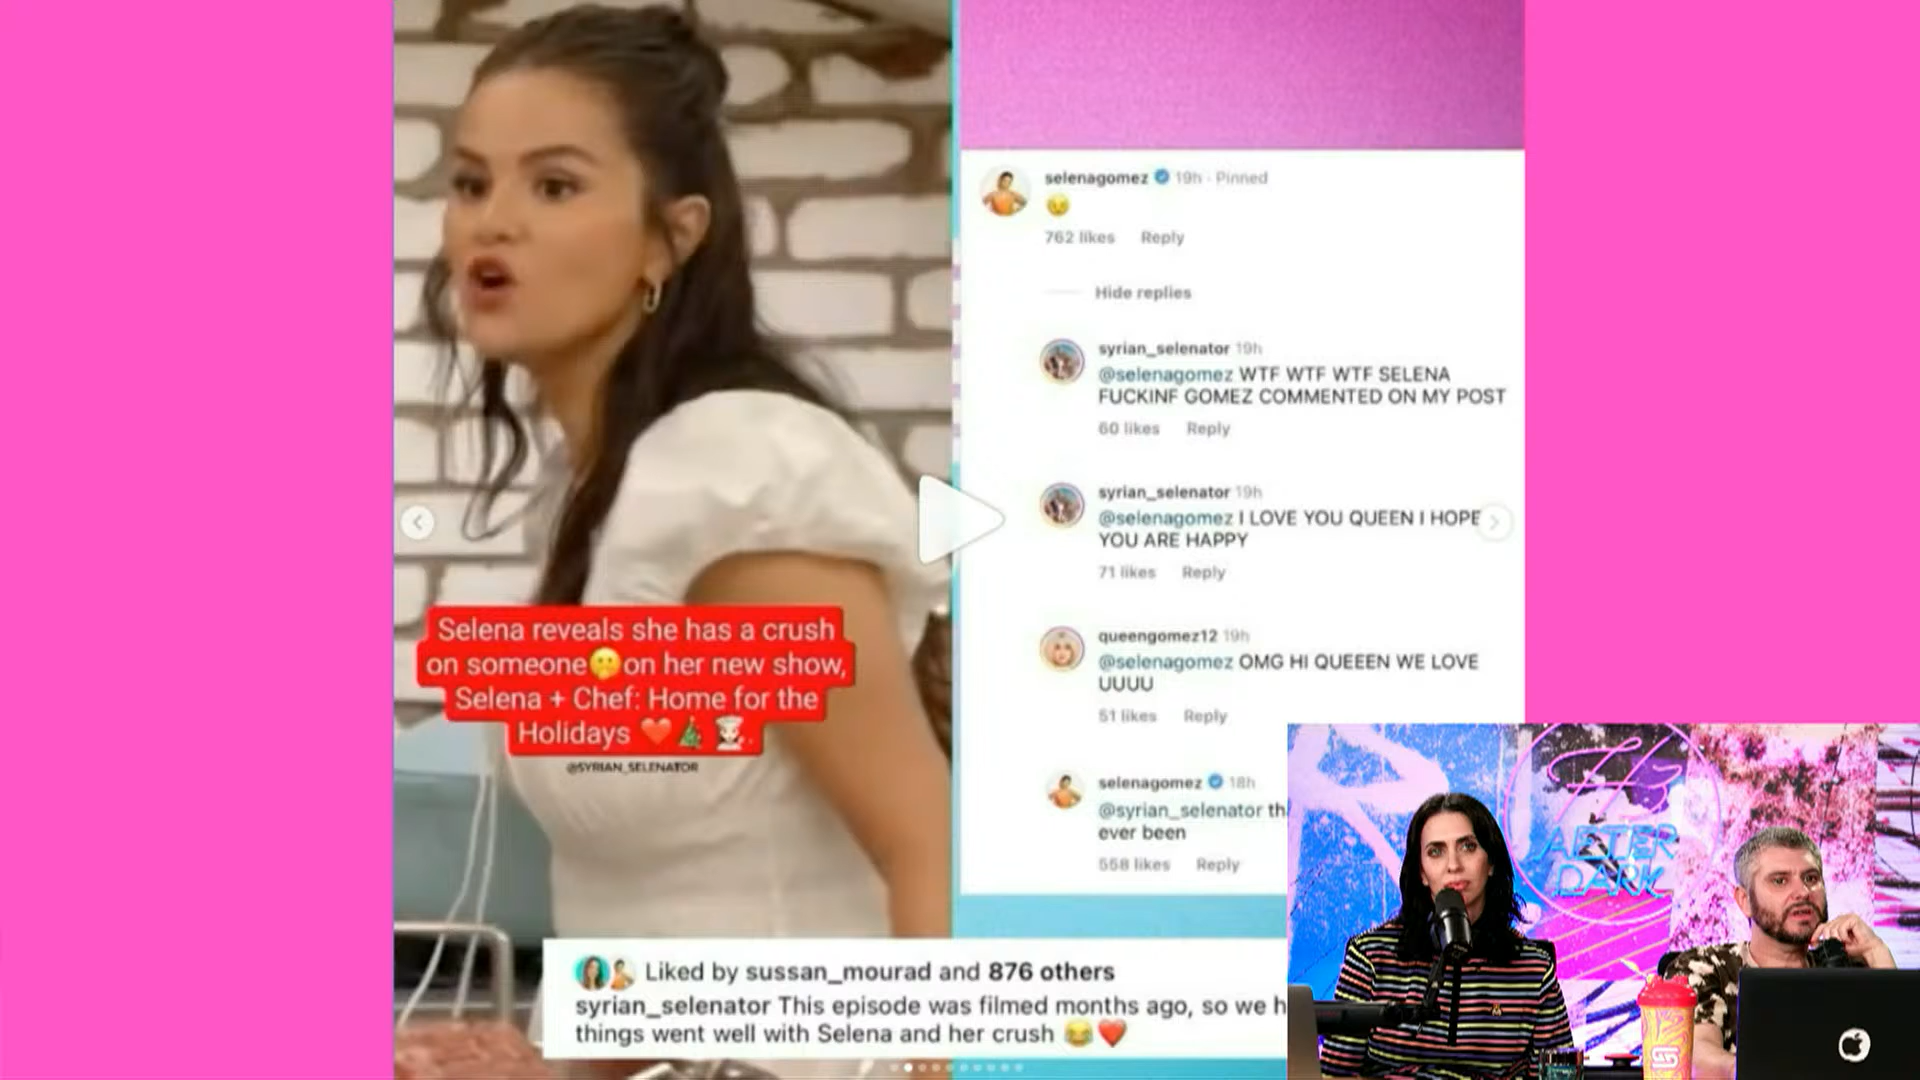 Selena reveals she has a crush
on someone🤭on her new show,
Selena + Chef: Home for the
Holidays ❤️🎄👩🏻‍🍳.
@SYRIAN_SELENATOR
selenagomez 19h · Pinned
😉
762 likes Reply
Hide replies
syrian_selenator 19h
@selenagomez WTF WTF WTF SELENA
FUCKINF GOMEZ COMMENTED ON MY POST
60 likes Reply
syrian_selenator 19h
@selenagomez I LOVE YOU QUEEN I HOPE
YOU ARE HAPPY
71 likes Reply
queengomez12 19h
@selenagomez OMG HI QUEEEN WE LOVE
UUUU
51 likes Reply
selenagomez 18h
@syrian_selenator
ever been
558 likes Reply
Liked by sussan_mourad and 876 others
syrian_selenator This episode was filmed months ago, so we
things went well with Selena and her crush 😂❤️
H3
AFTER
DARK